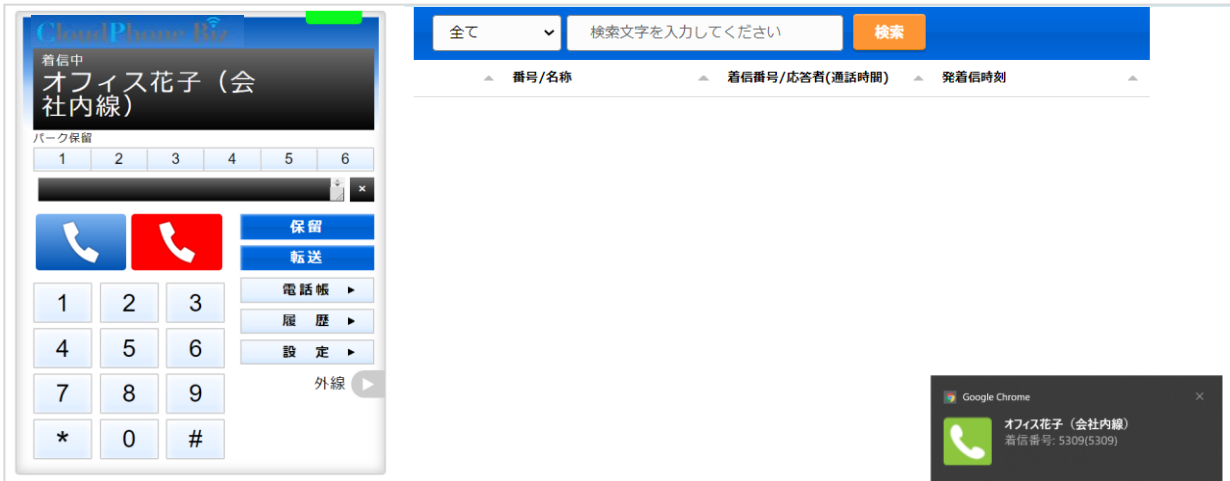 CloudPhone Biz
着信中
オフィス花子（会
社内線）
パーク保留
1 2 3 4 5 6
×
保留
転送
電話帳 ▶
履 歴 ▶
設 定 ▶
外線
1 2 3
4 5 6
7 8 9
* 0 #
全て 検索文字を入力してください 検索
番号/名称 着信番号/応答者(通話時間) 発着信時刻
Google Chrome ×
オフィス花子（会社内線）
着信番号: 5309(5309)